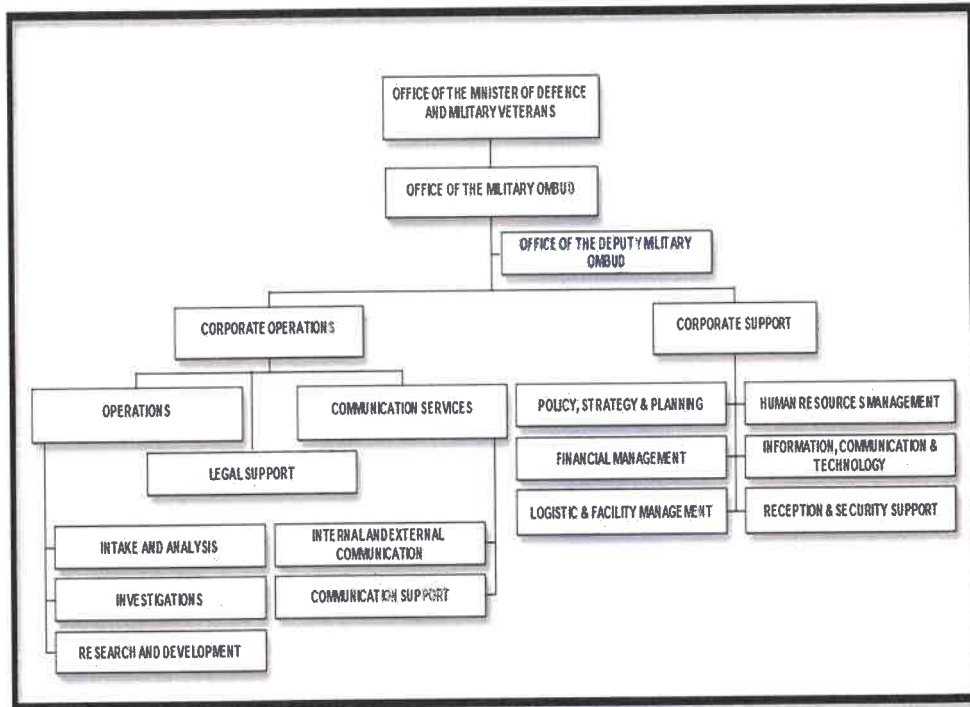 OFFICE OF THE MINISTER OF DEFENCE
AND MILITARY VETERANS
OFFICE OF THE MILITARY OMBUD
OFFICE OF THE DEPUTY MILITARY
OMBUD
CORPORATE OPERATIONS
CORPORATE SUPPORT
OPERATIONS
COMMUNICATION SERVICES
LEGAL SUPPORT
INTAKE AND ANALYSIS
INVESTIGATIONS
RESEARCH AND DEVELOPMENT
INTERNAL AND EXTERNAL
COMMUNICATION
COMMUNICATION SUPPORT
POLICY, STRATEGY & PLANNING
HUMAN RESOURCES MANAGEMENT
FINANCIAL MANAGEMENT
INFORMATION, COMMUNICATION &
TECHNOLOGY
LOGISTIC & FACILITY MANAGEMENT
RECEPTION & SECURITY SUPPORT